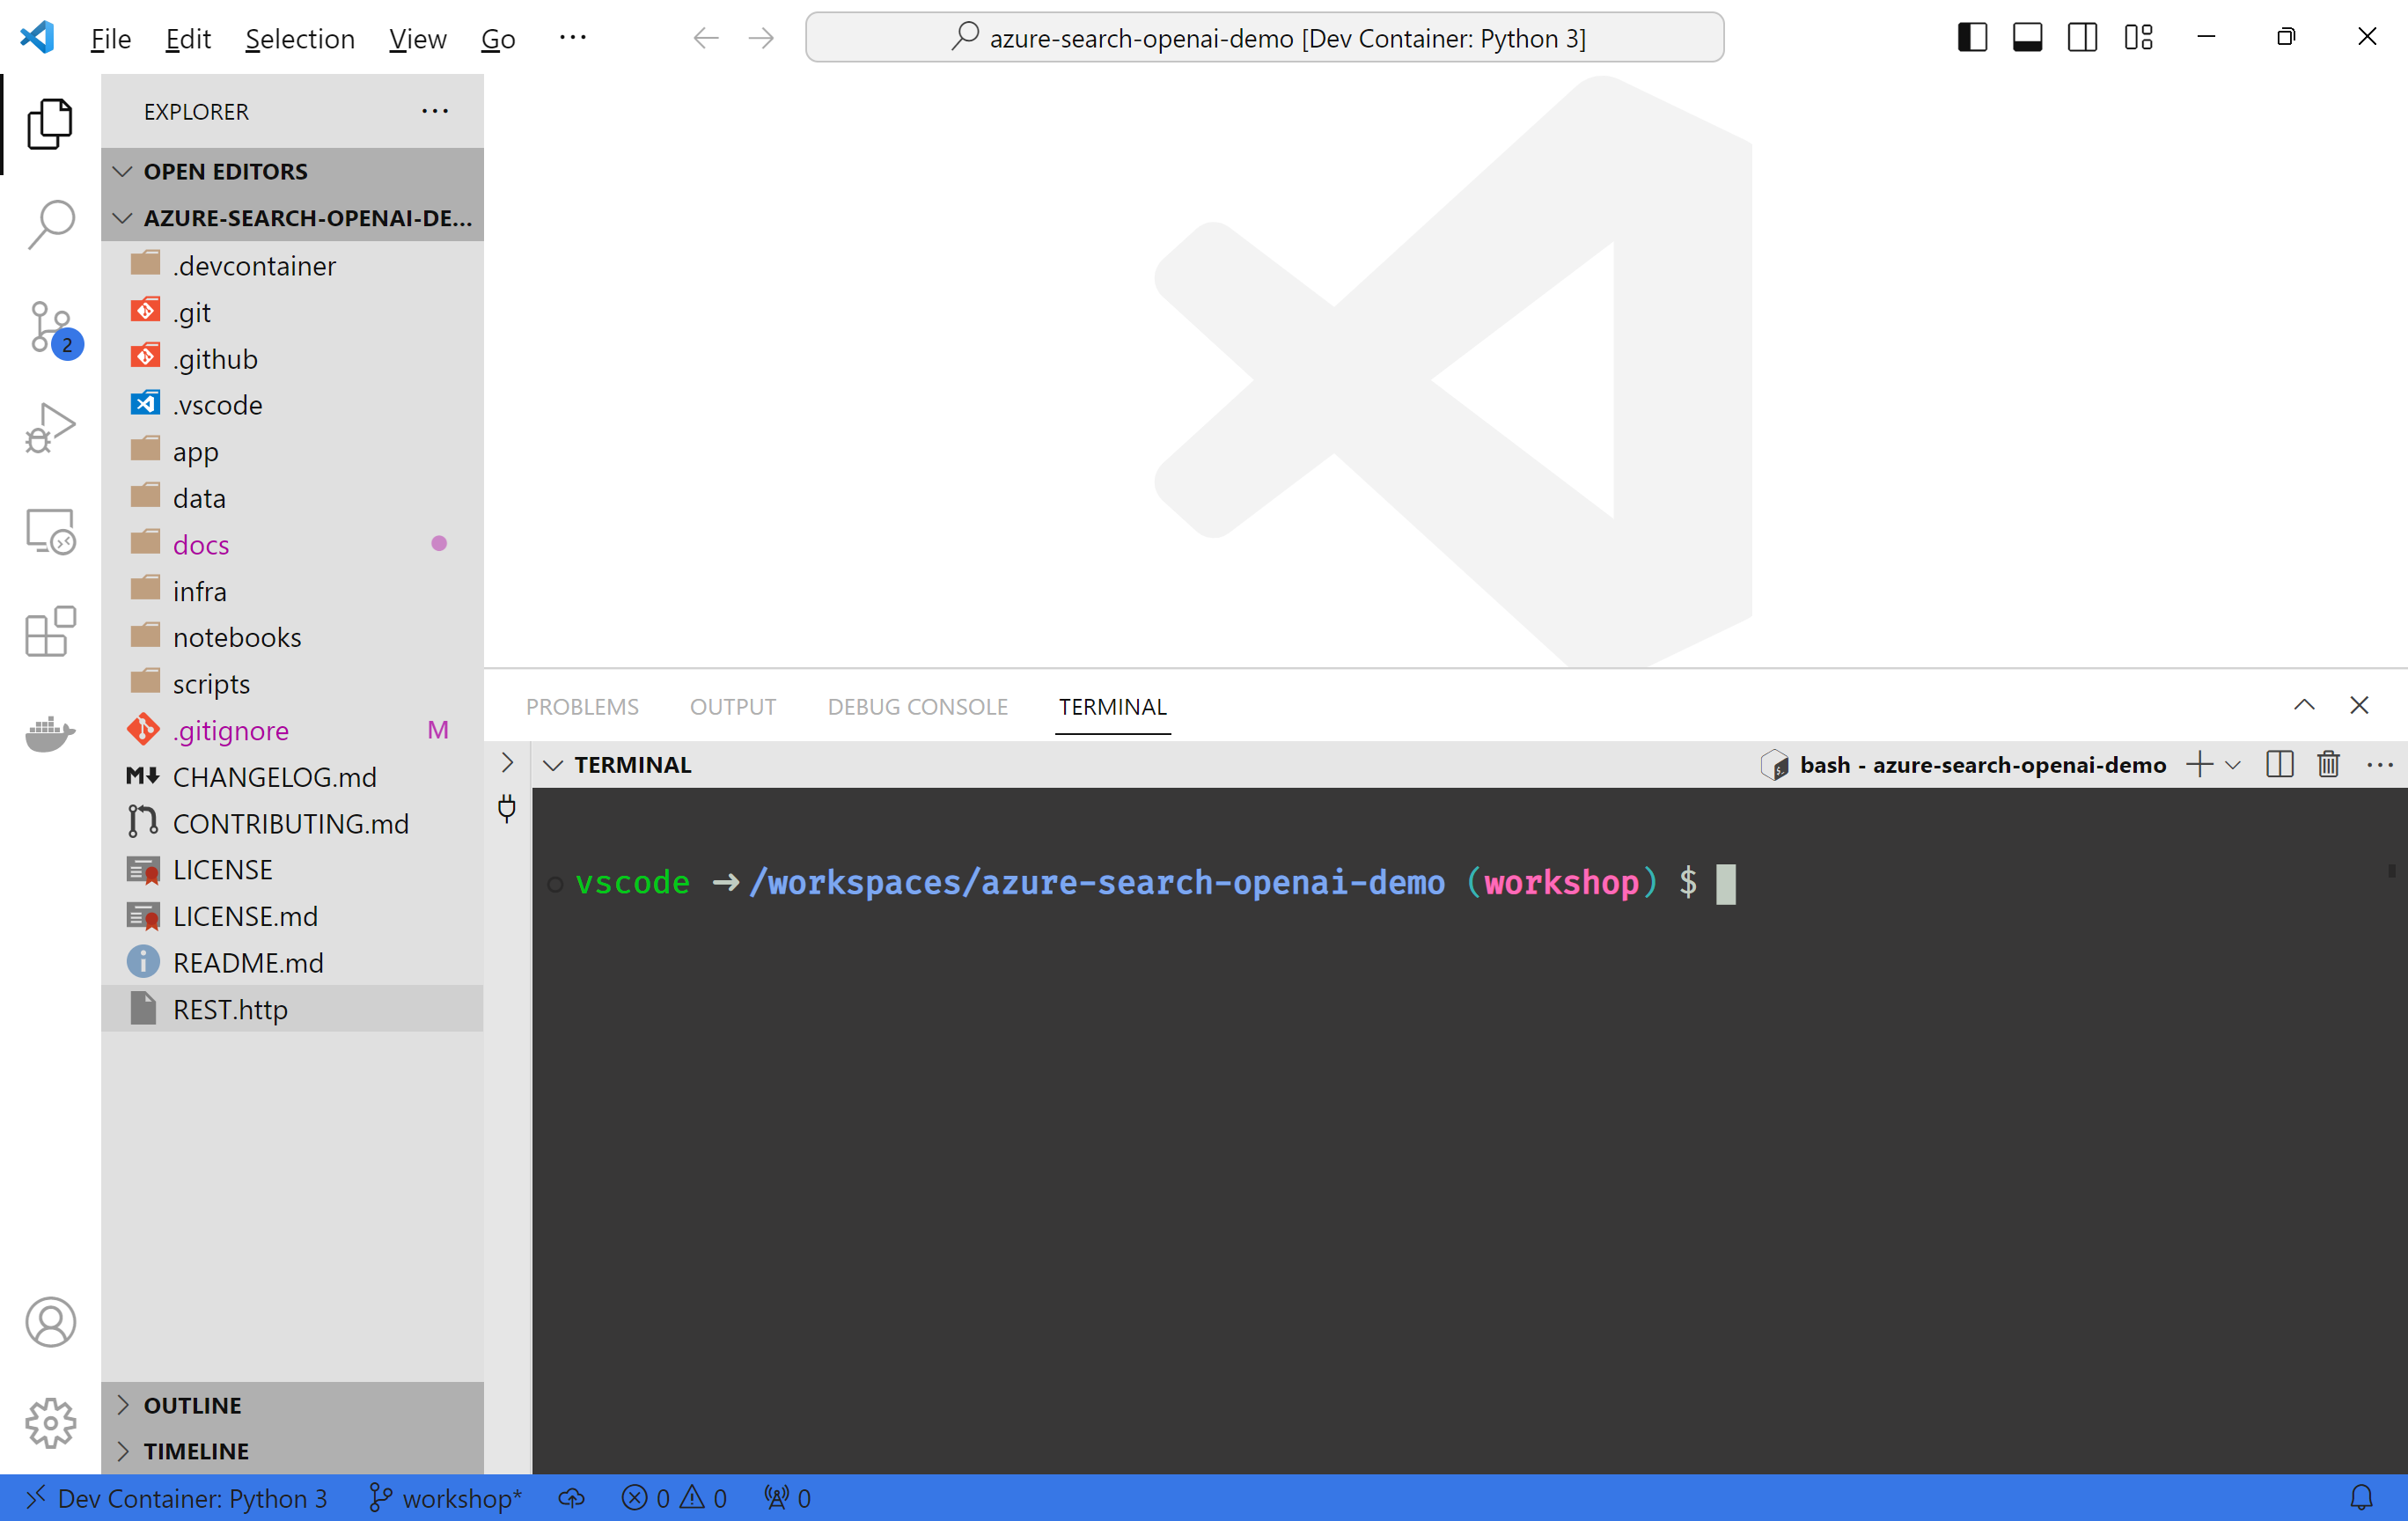 File Edit Selection View Go ···
azure-search-openai-demo [Dev Container: Python 3]
EXPLORER
OPEN EDITORS
AZURE-SEARCH-OPENAI-DE...
.devcontainer
.git
.github
.vscode
app
data
docs
infra
notebooks
scripts
.gitignore M
CHANGELOG.md
CONTRIBUTING.md
LICENSE
LICENSE.md
README.md
REST.http
OUTLINE
TIMELINE
2
PROBLEMS OUTPUT DEBUG CONSOLE TERMINAL
TERMINAL
bash - azure-search-openai-demo
vscode ➜ /workspaces/azure-search-openai-demo (workshop) $
Dev Container: Python 3 workshop* 0 0 0